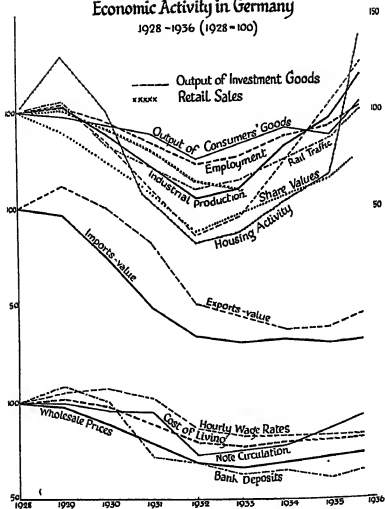 Economic Activity in Germany
1928-1936 (1928=100)
150
Output of Investment Goods
xxxxx Retail Sales
100
100
Output of Consumers' Goods
Employment
Rail Traffic
Industrial Production
Share Values
Housing Activity
100
50
Imports-value
Exports-value
50
100
100
Hourly Wage Rates
Cost of Living
Wholesale Prices
Note Circulation
Bank Deposits
50
1928
1929
1930
1931
1932
1933
1934
1935
1936